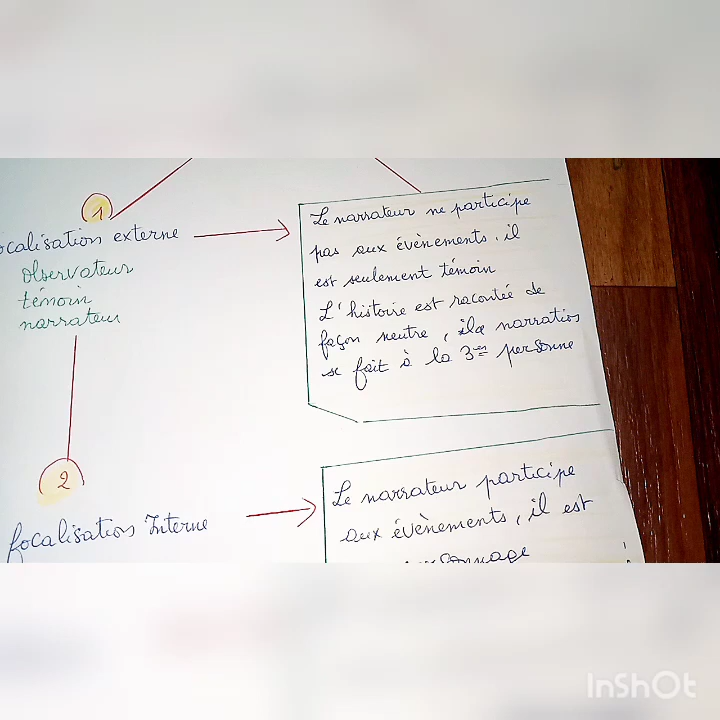 1
ocalisation externe
observateur
témoin
narrateur
Le narrateur ne participe
pas aux évènements. il
est seulement témoin
L'histoire est racontée de
façon neutre, la narration
se fait à la 3em personne
2
focalisation Interne
Le narrateur participe
aux évènements, il est
InShOt